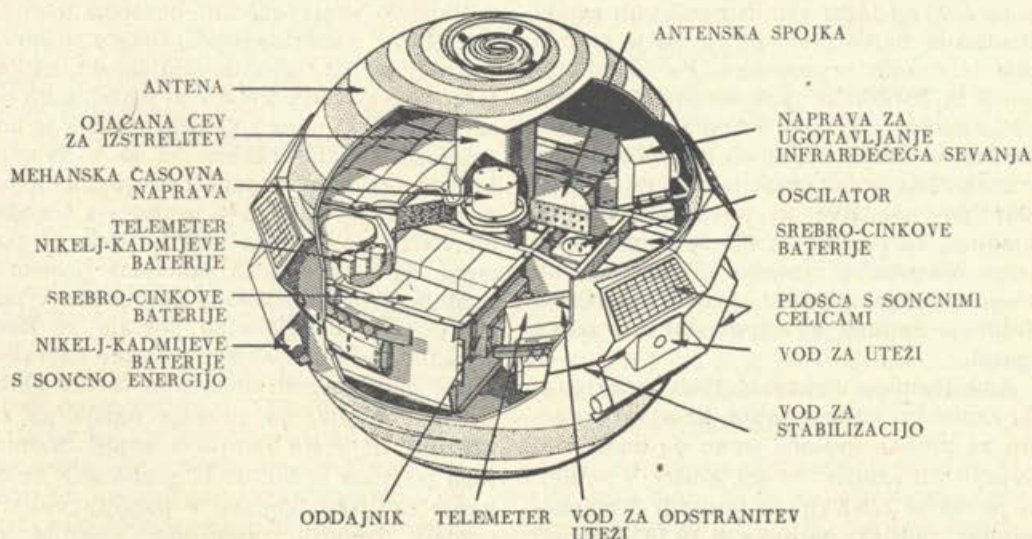 ANTENSKA SPOJKA
ANTENA
OJAČANA CEV
ZA IZSTRELITEV
MEHANSKA ČASOVNA
NAPRAVA
TELEMETER
NIKELJ-KADMIJEVE
BATERIJE
SREBRO-CINKOVE
BATERIJE
NIKELJ-KADMIJEVE
BATERIJE
S SONČNO ENERGIJO
NAPRAVA ZA
UGOTAVLJANJE
INFRARDEČEGA SEVANJA
OSCILATOR
SREBRO-CINKOVE
BATERIJE
PLOŠČA S SONČNIMI
CELICAMI
VOD ZA UTEŽI
VOD ZA
STABILIZACIJO
ODDAJNIK TELEMETER VOD ZA ODSTRANITEV
UTEŽI